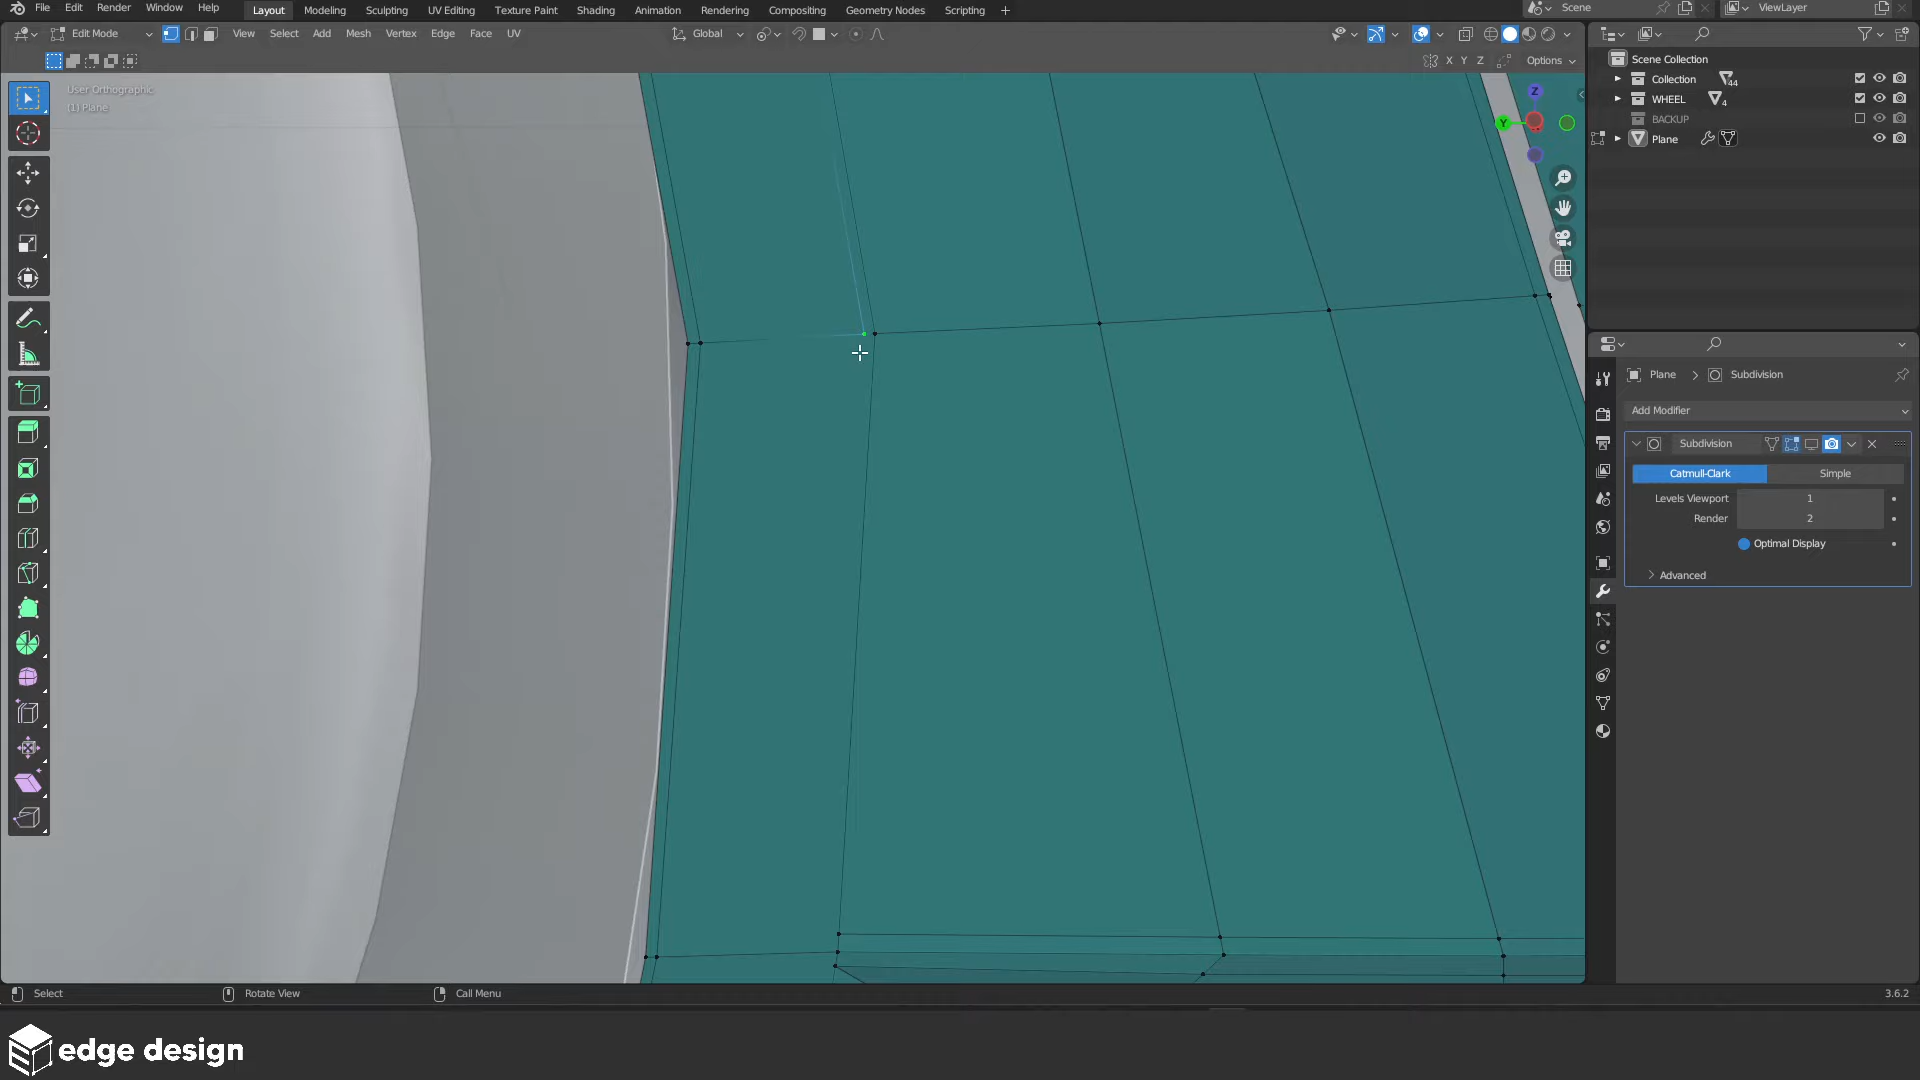 File Edit Render Window Help
Layout Modeling Sculpting UV Editing Texture Paint Shading Animation Rendering Compositing Geometry Nodes Scripting +
Scene
ViewLayer
Edit Mode
View Select Add Mesh Vertex Edge Face UV
Global
X Y Z
Options
User Orthographic
(1) Plane
Z
Y
Scene Collection
Collection
44
WHEEL
4
BACKUP
Plane
Plane
Subdivision
Add Modifier
Subdivision
Catmull-Clark
Simple
Levels Viewport
1
Render
2
Optimal Display
Advanced
Select
Rotate View
Call Menu
3.6.2
edge design